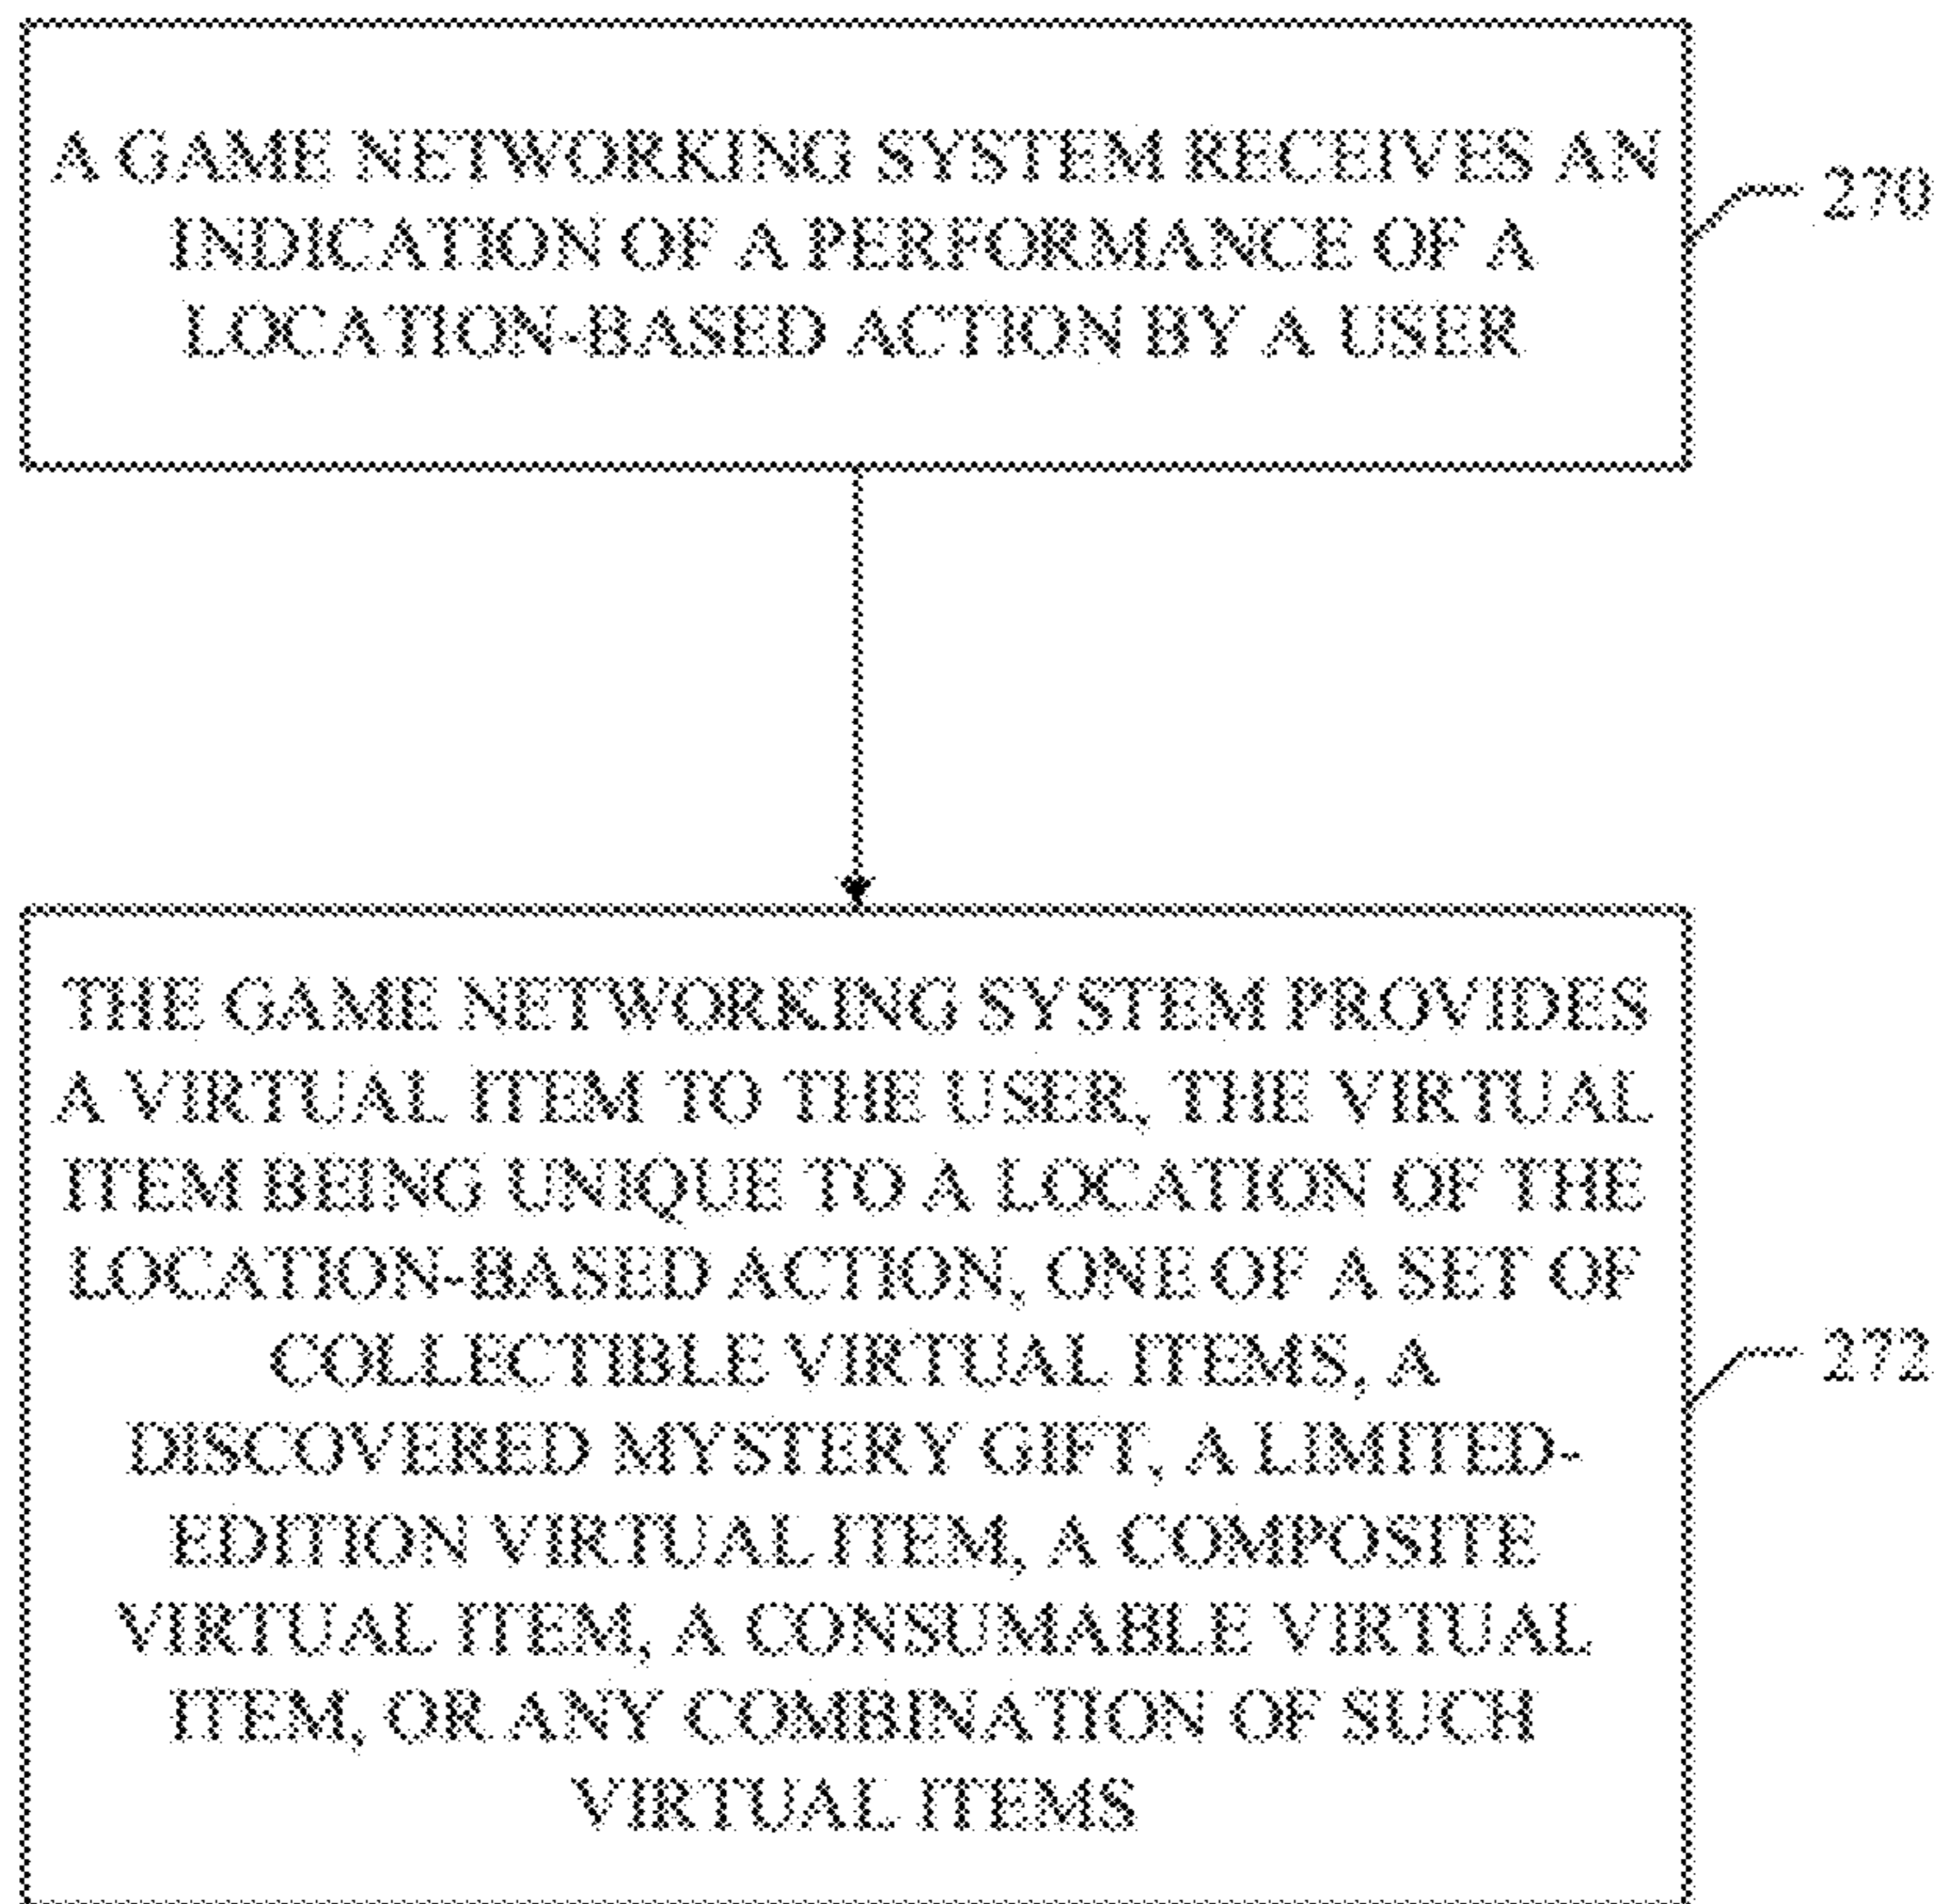 A GAME NETWORKING SYSTEM RECEIVES AN
INDICATION OF A PERFORMANCE OF A
LOCATION-BASED ACTION BY A USER
270
THE GAME NETWORKING SYSTEM PROVIDES
A VIRTUAL ITEM TO THE USER, THE VIRTUAL
ITEM BEING UNIQUE TO A LOCATION OF THE
LOCATION-BASED ACTION, ONE OF A SET OF
COLLECTIBLE VIRTUAL ITEMS, A
DISCOVERED MYSTERY GIFT, A LIMITED-
EDITION VIRTUAL ITEM, A COMPOSITE
VIRTUAL ITEM, A CONSUMABLE VIRTUAL
ITEM, OR ANY COMBINATION OF SUCH
VIRTUAL ITEMS
272